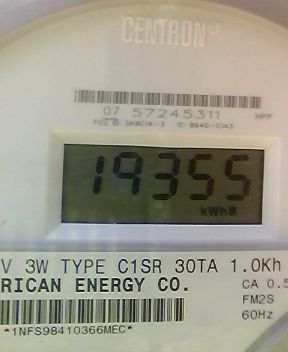 CENTRON®
07 57245311 HPP
19355
kWh
V 3W TYPE C1SR 30TA 1.0Kh
RICAN ENERGY CO. CA 0.5
FM2S
60Hz
*1NFS98410366MEC*